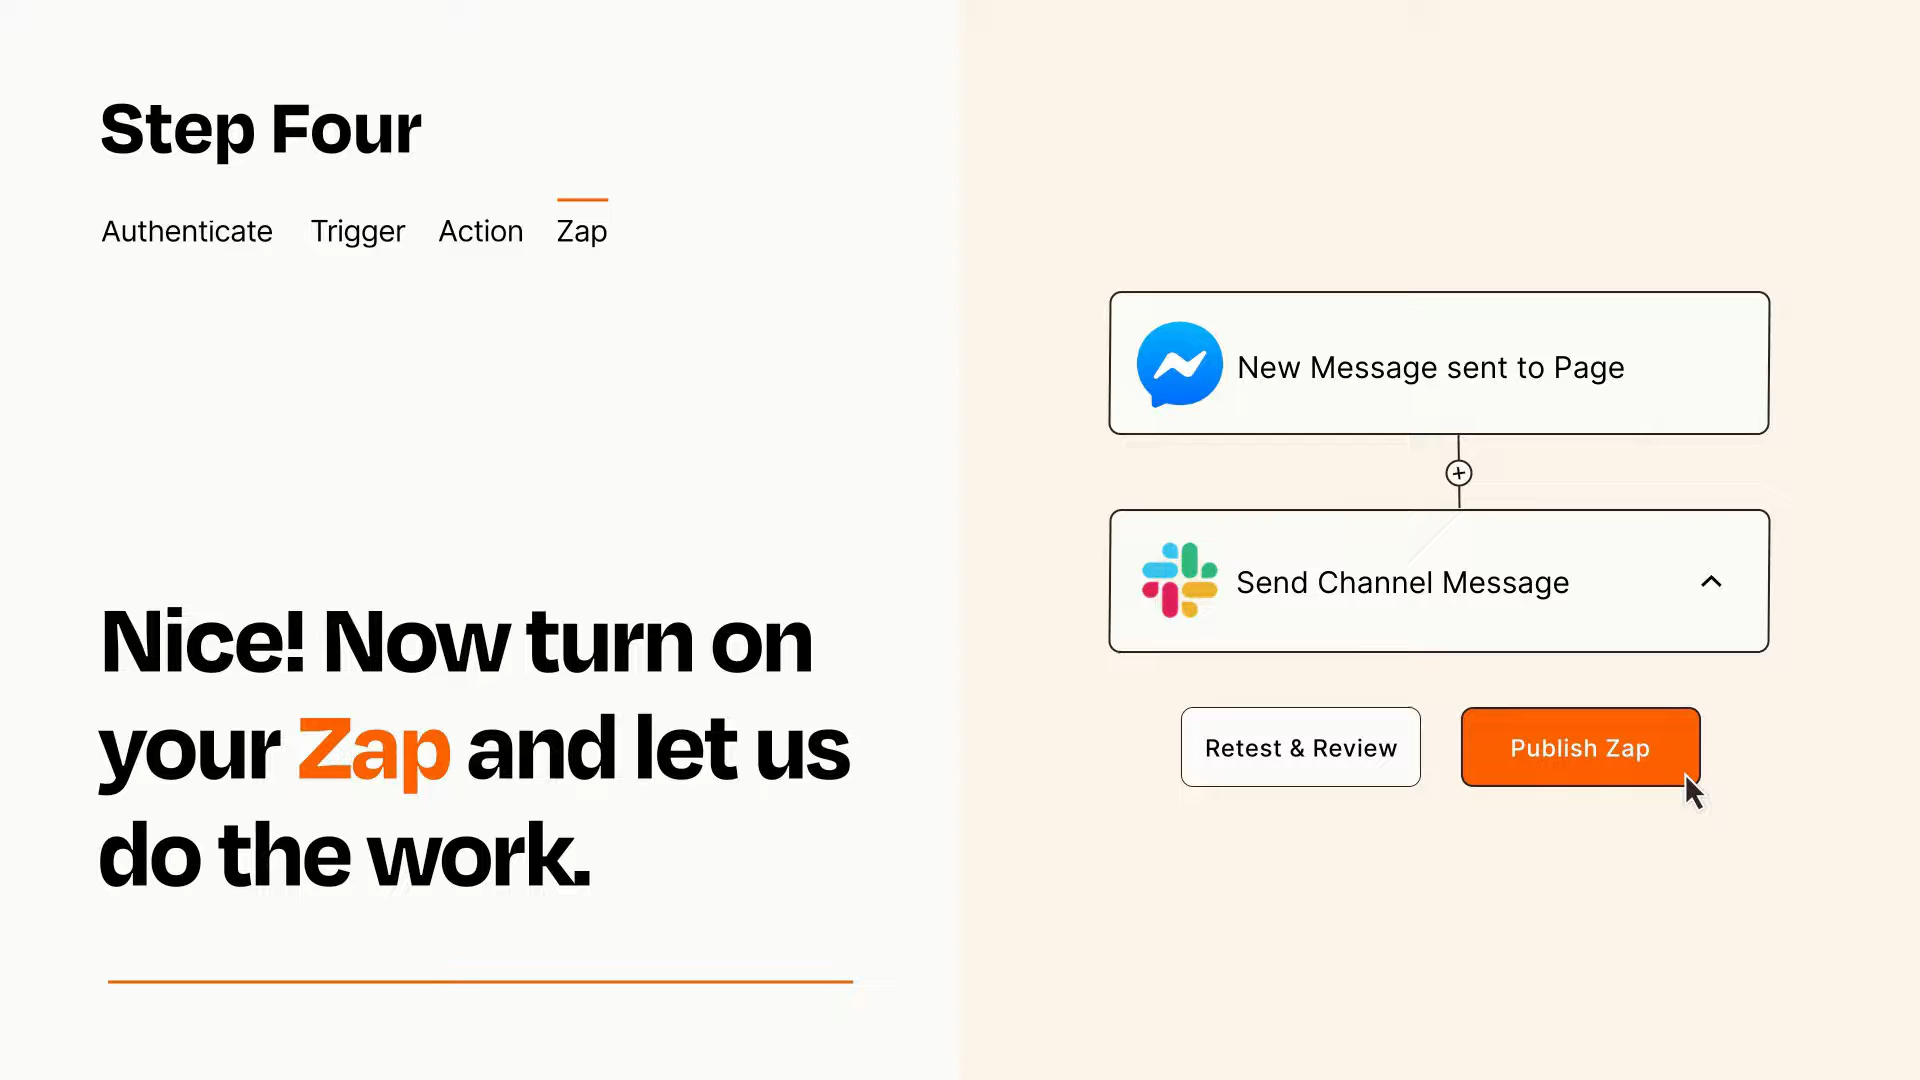 Step Four
Authenticate Trigger Action Zap
Nice! Now turn on
your Zap and let us
do the work.
New Message sent to Page
Send Channel Message
Retest & Review
Publish Zap